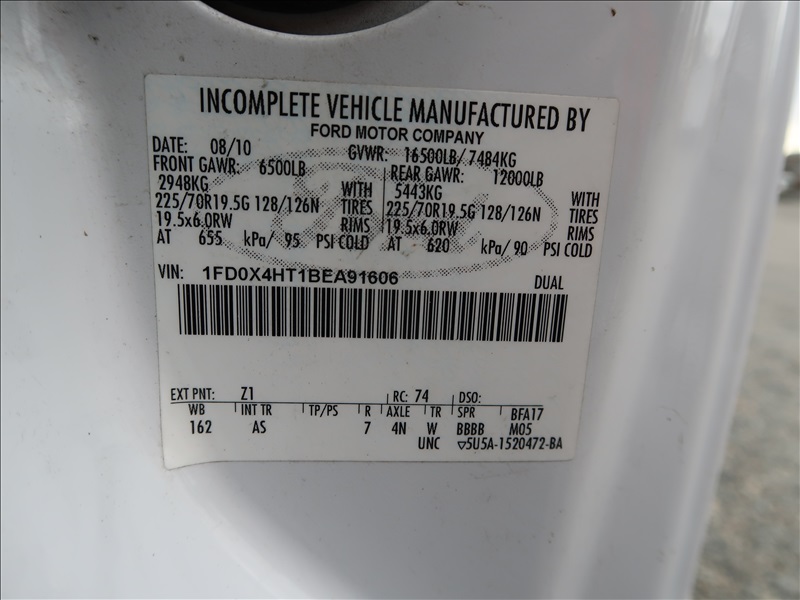 INCOMPLETE VEHICLE MANUFACTURED BY
FORD MOTOR COMPANY
DATE: 08/10 GVWR: 16500LB/ 7484KG
FRONT GAWR: 6500LB REAR GAWR: 12000LB
2948KG WITH 5443KG WITH
225/70R19.5G 128/126N TIRES 225/70R19.5G 128/126N TIRES
19.5x6.0RW RIMS 19.5x6.0RW RIMS
AT 655 kPa/ 95 PSI COLD AT 620 kPa/ 90 PSI COLD
VIN: 1FD0X4HT1BEA91606 DUAL
EXT PNT: Z1 RC: 74 DSO:
WB INT TR TP/PS R AXLE TR SPR BFA17
162 AS 7 4N W BBBB M05
UNC ▽5U5A-1520472-BA